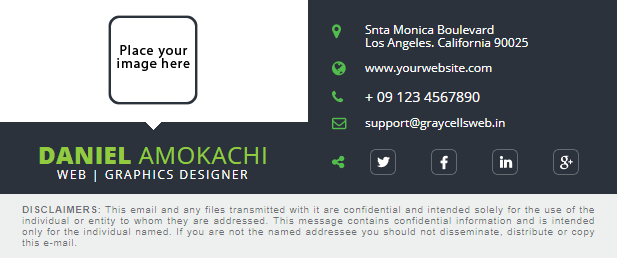 Place your
image here
DANIEL AMOKACHI
WEB | GRAPHICS DESIGNER
Snta Monica Boulevard
Los Angeles. California 90025
www.yourwebsite.com
+ 09 123 4567890
support@graycellsweb.in
f in g+
DISCLAIMERS: This email and any files transmitted with it are confidential and intended solely for the use of the
individual or entity to whom they are addressed. This message contains confidential information and is intended
only for the individual named. If you are not the named addressee you should not disseminate, distribute or copy
this e-mail.